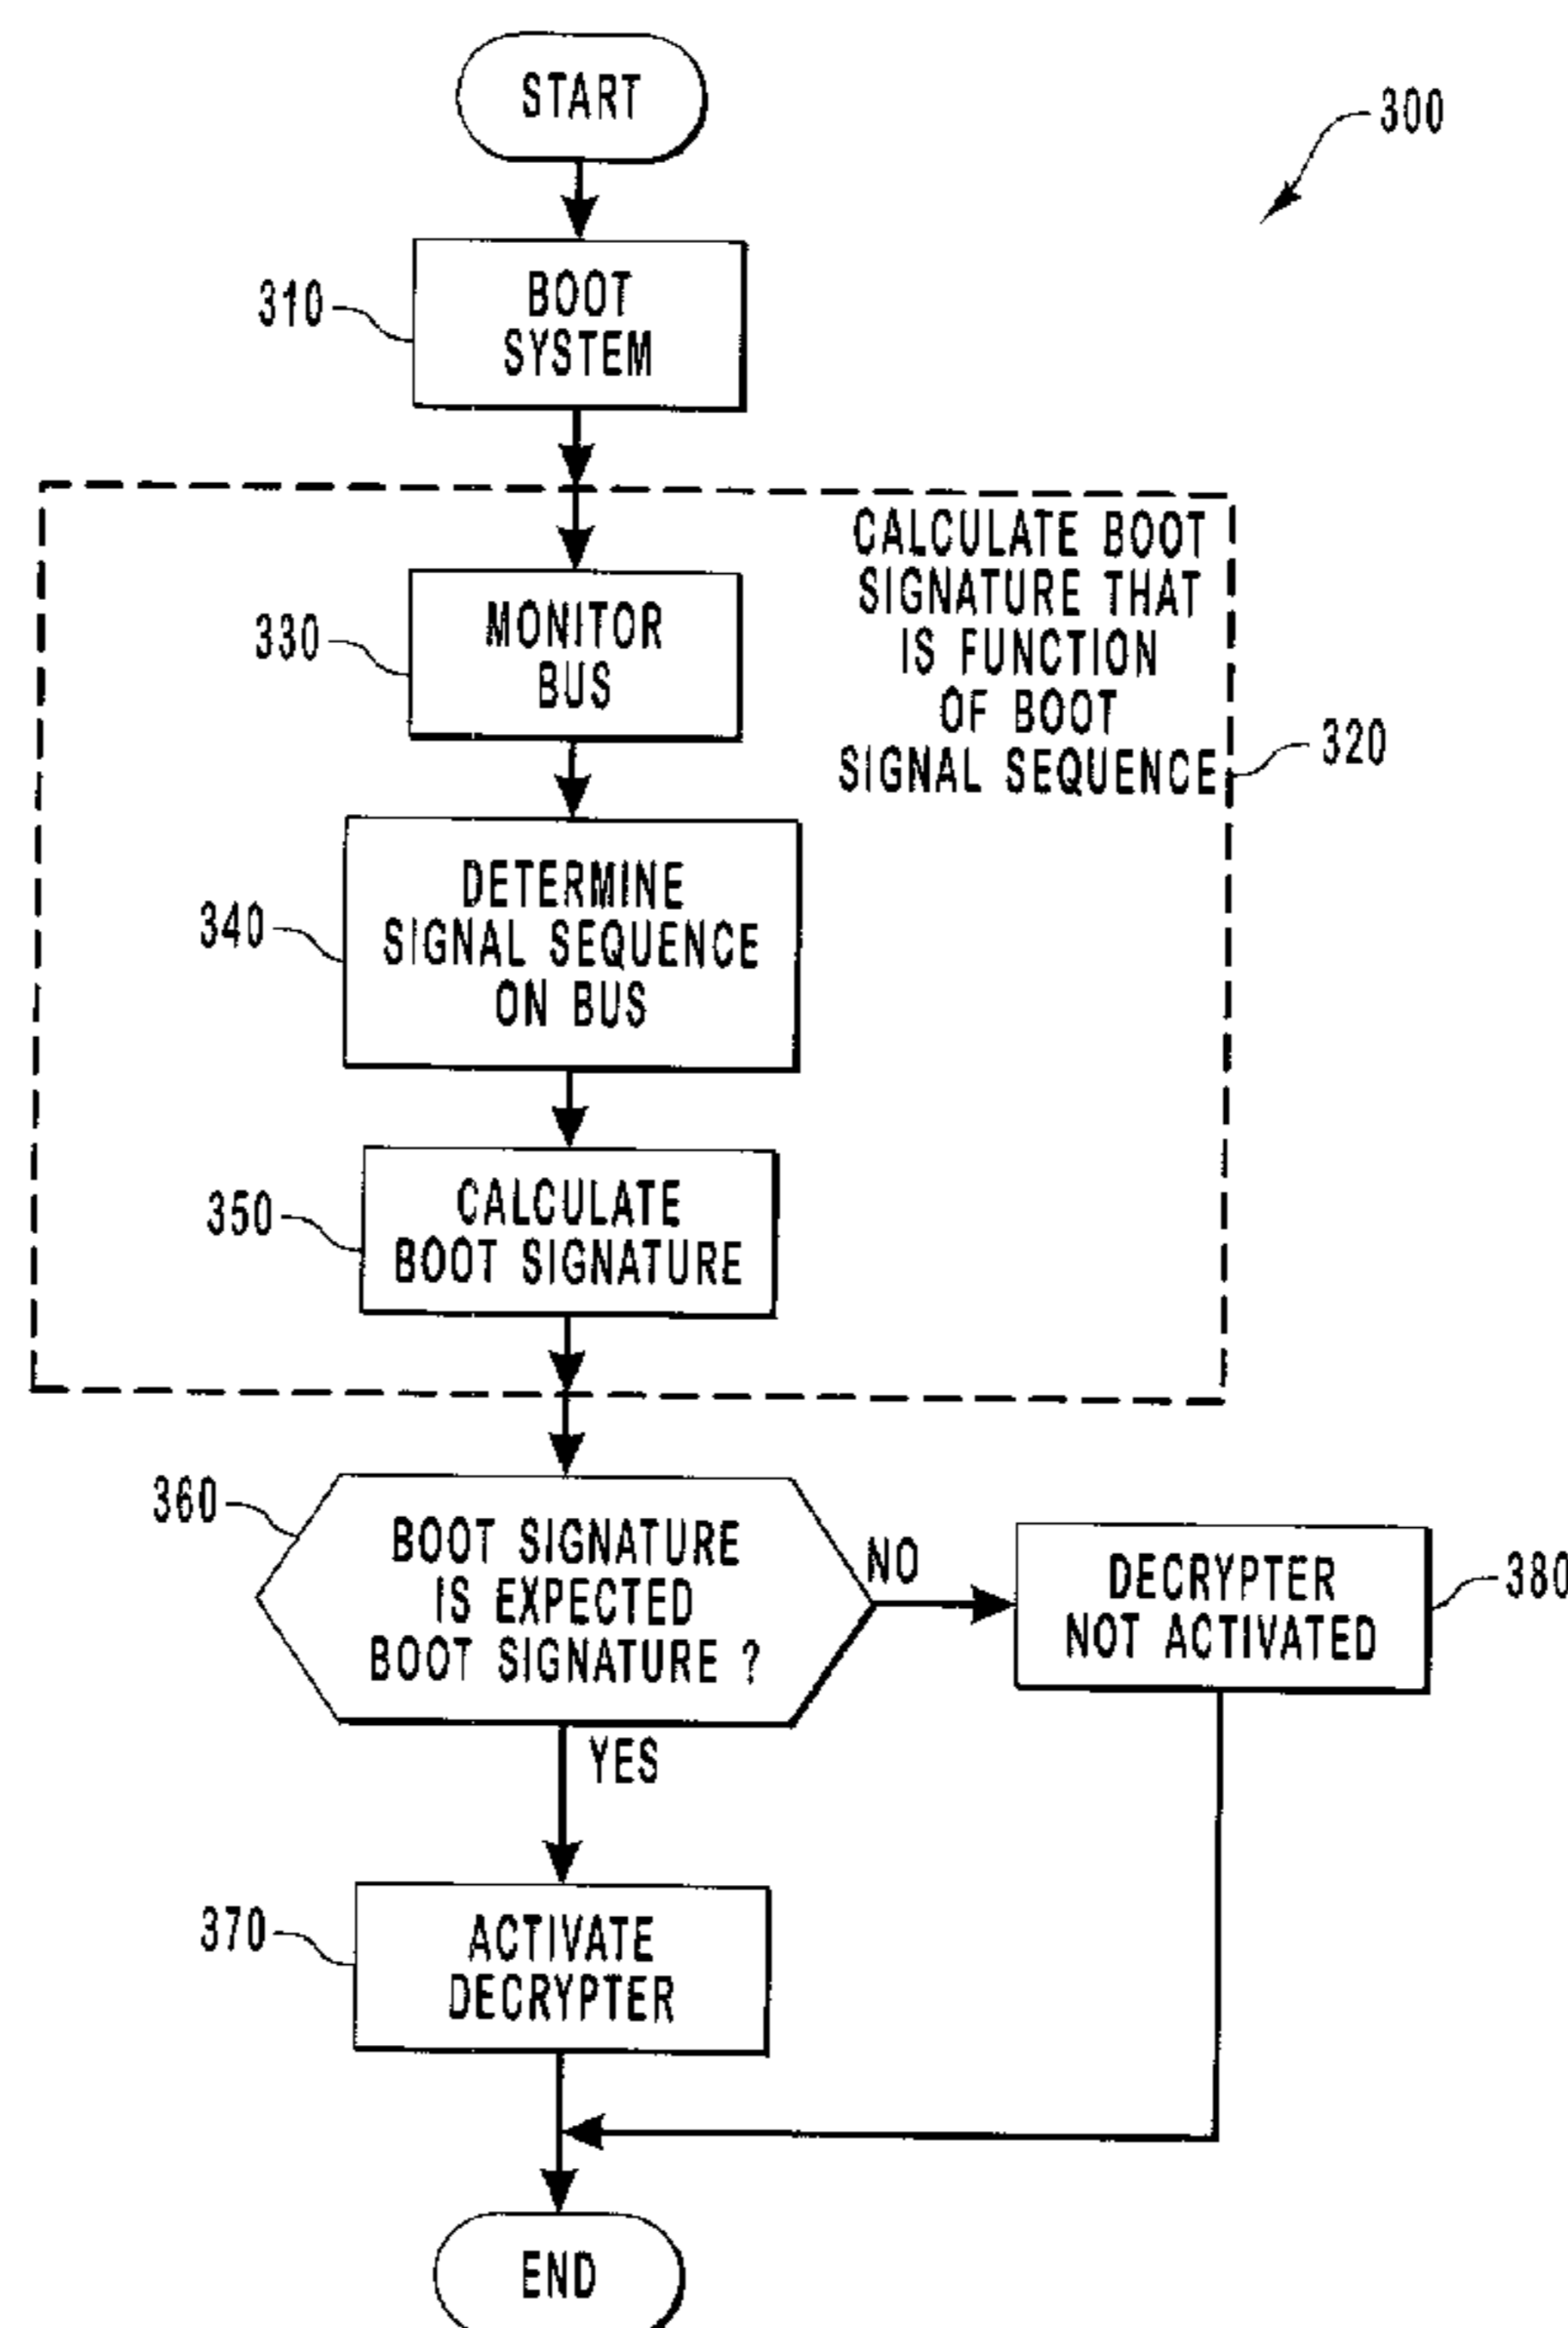 START
300
310
BOOT
SYSTEM
CALCULATE BOOT
SIGNATURE THAT
IS FUNCTION
OF BOOT
SIGNAL SEQUENCE
320
330
MONITOR
BUS
340
DETERMINE
SIGNAL SEQUENCE
ON BUS
350
CALCULATE
BOOT SIGNATURE
360
BOOT SIGNATURE
IS EXPECTED
BOOT SIGNATURE ?
NO
DECRYPTER
NOT ACTIVATED
380
YES
370
ACTIVATE
DECRYPTER
END